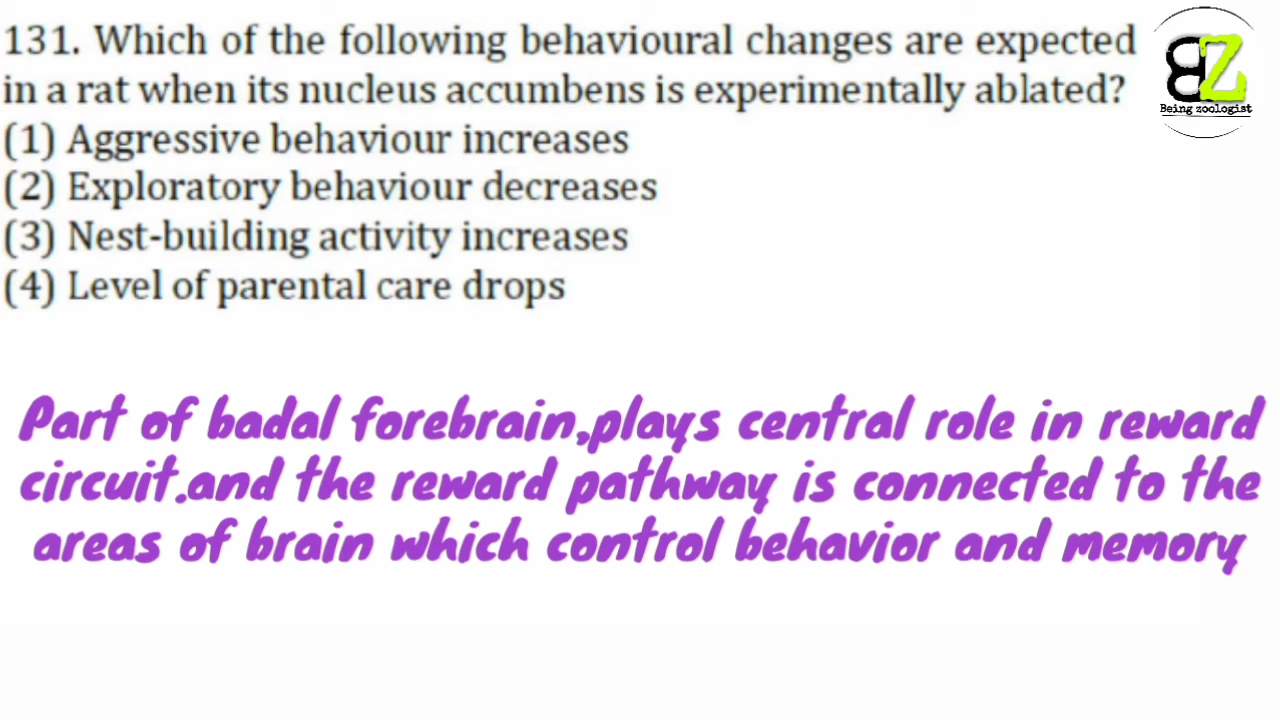 131. Which of the following behavioural changes are expected
in a rat when its nucleus accumbens is experimentally ablated?
(1) Aggressive behaviour increases
(2) Exploratory behaviour decreases
(3) Nest-building activity increases
(4) Level of parental care drops
BZ
Being zoologist
Part of badal forebrain,plays central role in reward
circuit.and the reward pathway is connected to the
areas of brain which control behavior and memory